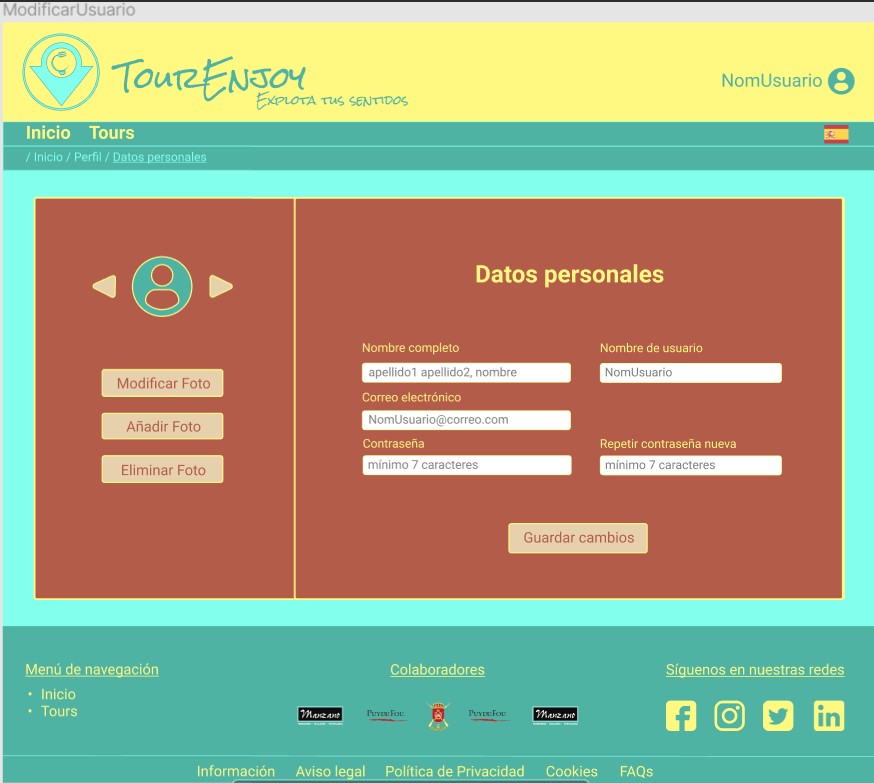 ModificarUsuario
TourEnjoy
Explota tus sentidos
NomUsuario
Inicio Tours
/ Inicio / Perfil / Datos personales
Modificar Foto
Añadir Foto
Eliminar Foto
Datos personales
Nombre completo Nombre de usuario
apellido1 apellido2, nombre NomUsuario
Correo electrónico
NomUsuario@correo.com
Contraseña Repetir contraseña nueva
mínimo 7 caracteres mínimo 7 caracteres
Guardar cambios
Menú de navegación
• Inicio
• Tours
Colaboradores
Manzano PUY DU FOU PUY DU FOU Manzano
Síguenos en nuestras redes
Información Aviso legal Política de Privacidad Cookies FAQs